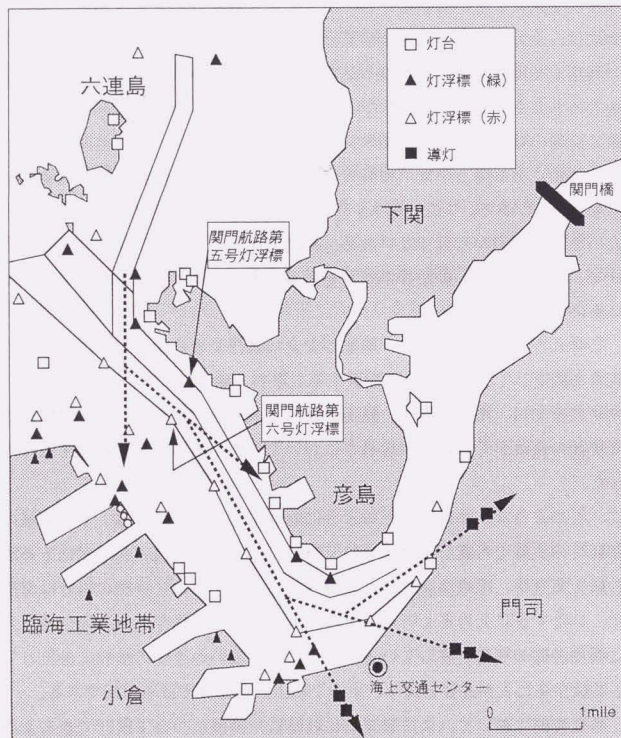 六連島
灯台
灯浮標（緑）
灯浮標（赤）
導灯
関門橋
下関
関門航路第
五号灯浮標
関門航路第
六号灯浮標
彦島
臨海工業地帯
門司
小倉
海上交通センター
0 1mile